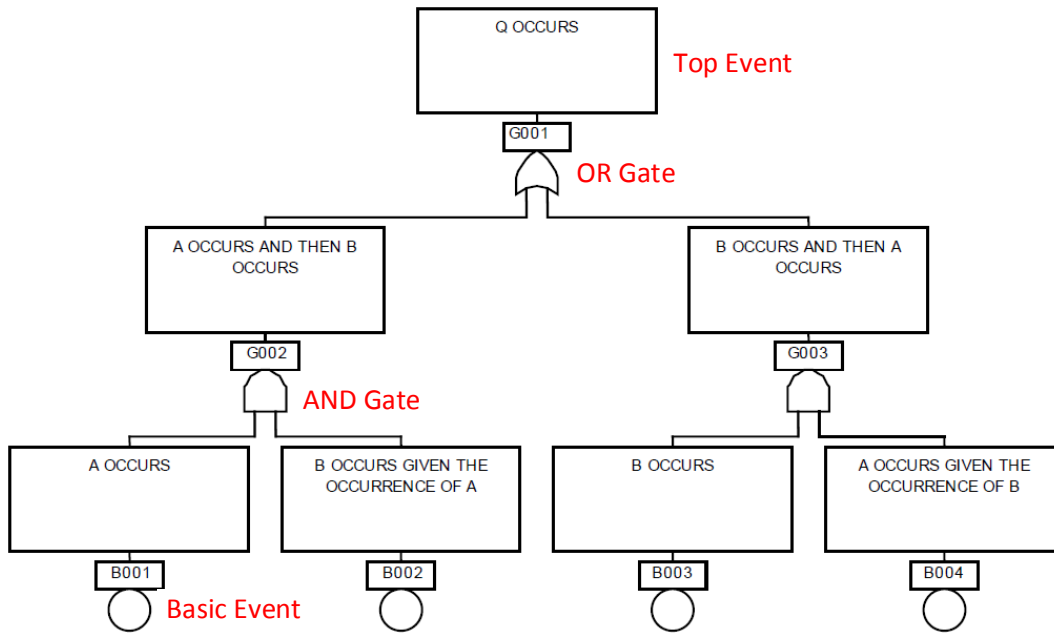 Q OCCURS
Top Event
G001
OR Gate
A OCCURS AND THEN B
OCCURS
B OCCURS AND THEN A
OCCURS
G002
G003
AND Gate
A OCCURS
B OCCURS GIVEN THE
OCCURRENCE OF A
B OCCURS
A OCCURS GIVEN THE
OCCURRENCE OF B
B001
B002
B003
B004
Basic Event